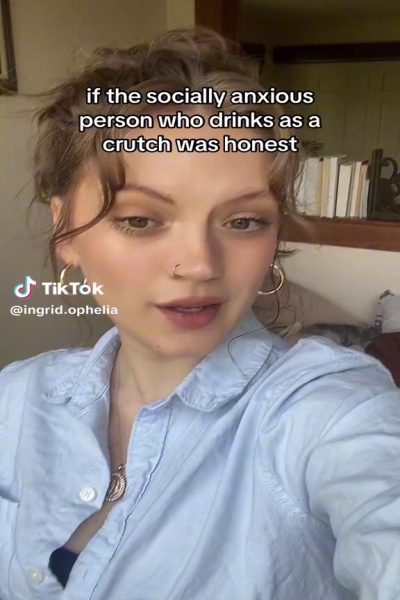 if the socially anxious
person who drinks as a
crutch was honest
TikTok
@ingrid.ophelia